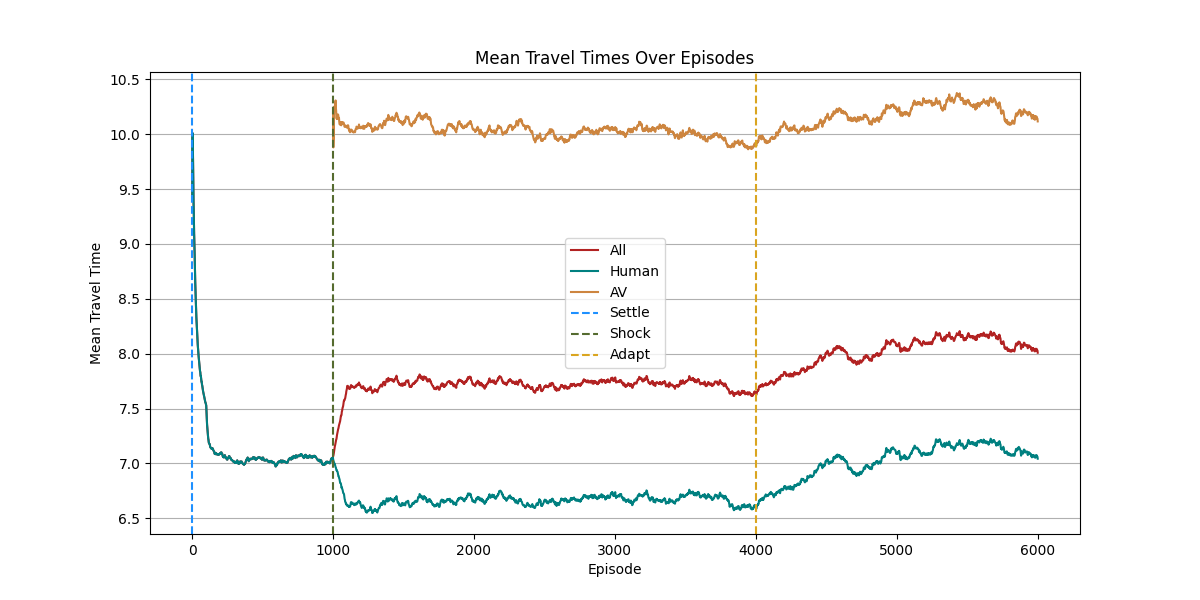 Mean Travel Times Over Episodes
Mean Travel Time
10.5
10.0
9.5
9.0
8.5
8.0
7.5
7.0
6.5
All
Human
AV
Settle
Shock
Adapt
0 1000 2000 3000 4000 5000 6000
Episode